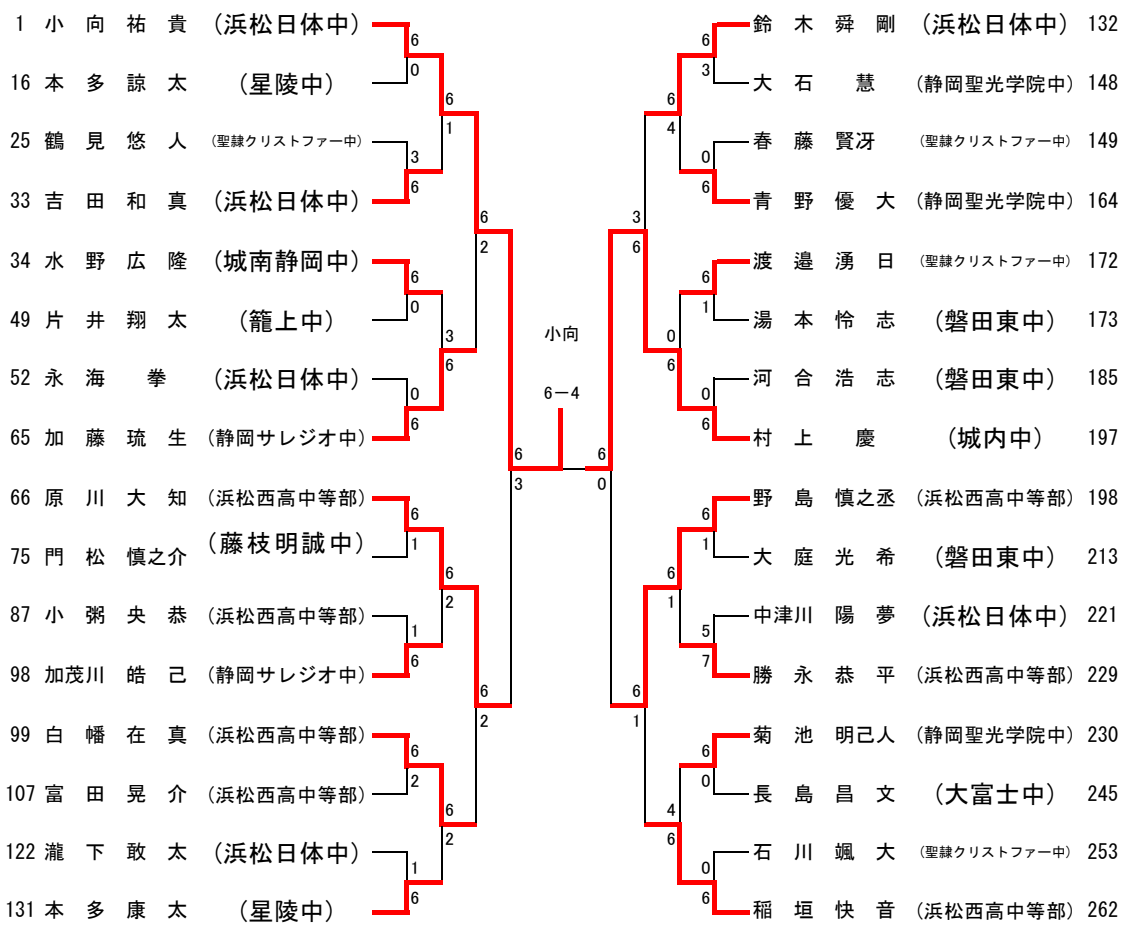 1 小 向 祐 貴 (浜松日体中)
6
0
16 本 多 諒 太 (星陵中)
6
1
25 鶴 見 悠 人 (聖隷クリストファー中)
3
6
33 吉 田 和 真 (浜松日体中)
6
2
34 水 野 広 隆 (城南静岡中)
6
0
49 片 井 翔 太 (籠上中)
3
6
52 永 海 拳 (浜松日体中)
0
6
65 加 藤 琉 生 (静岡サレジオ中)
6
3
66 原 川 大 知 (浜松西高中等部)
6
1
75 門 松 慎之介 (藤枝明誠中)
6
2
87 小 粥 央 恭 (浜松西高中等部)
1
6
98 加茂川 皓 己 (静岡サレジオ中)
6
2
99 白 幡 在 真 (浜松西高中等部)
6
2
107 富 田 晃 介 (浜松西高中等部)
6
2
122 瀧 下 敢 太 (浜松日体中)
1
6
131 本 多 康 太 (星陵中)
小向
6－4
鈴 木 舜 剛 (浜松日体中) 132
6
3
大 石 慧 (静岡聖光学院中) 148
6
4
春 藤 賢冴 (聖隷クリストファー中) 149
0
6
青 野 優 大 (静岡聖光学院中) 164
3
6
渡 邉 湧 日 (聖隷クリストファー中) 172
6
1
湯 本 怜 志 (磐田東中) 173
0
6
河 合 浩 志 (磐田東中) 185
0
6
村 上 慶 (城内中) 197
6
0
野 島 慎之丞 (浜松西高中等部) 198
6
1
大 庭 光 希 (磐田東中) 213
6
1
中津川 陽 夢 (浜松日体中) 221
5
7
勝 永 恭 平 (浜松西高中等部) 229
6
1
菊 池 明己人 (静岡聖光学院中) 230
6
0
長 島 昌 文 (大富士中) 245
4
6
石 川 颯 大 (聖隷クリストファー中) 253
0
6
稲 垣 快 音 (浜松西高中等部) 262